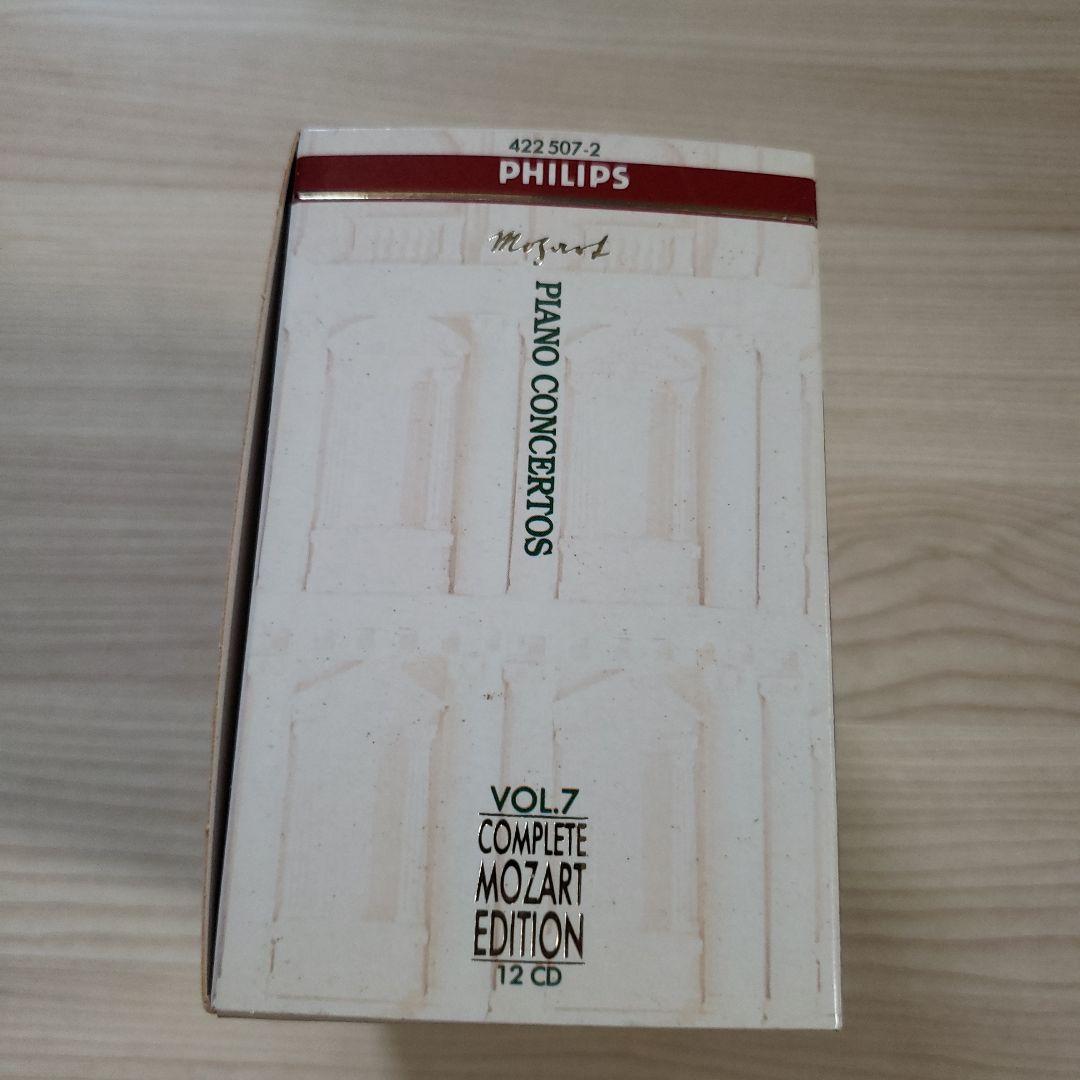 422 507-2
PHILIPS
Mozart
PIANO CONCERTOS
VOL.7
COMPLETE
MOZART
EDITION
12 CD